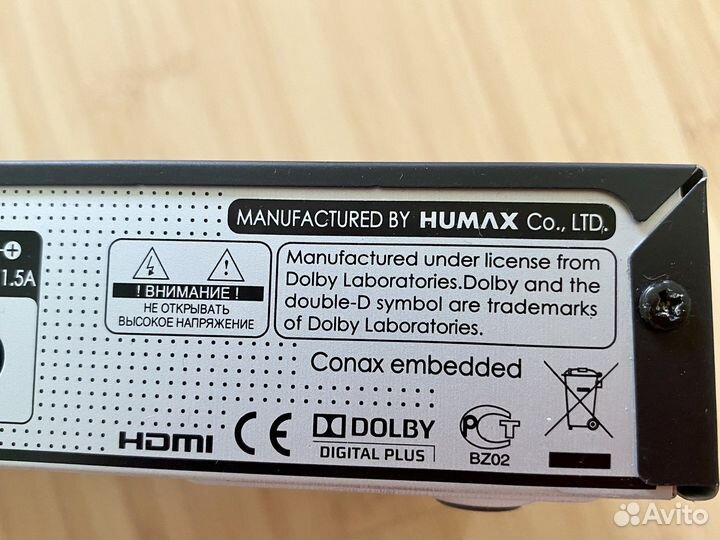 MANUFACTURED BY HUMAX Co., LTD.
1.5A
! ВНИМАНИЕ !
НЕ ОТКРЫВАТЬ
ВЫСОКОЕ НАПРЯЖЕНИЕ
Manufactured under license from
Dolby Laboratories.Dolby and the
double-D symbol are trademarks
of Dolby Laboratories.
Conax embedded
HDMI
CE
DOLBY
DIGITAL PLUS
РСТ
BZ02
Avito